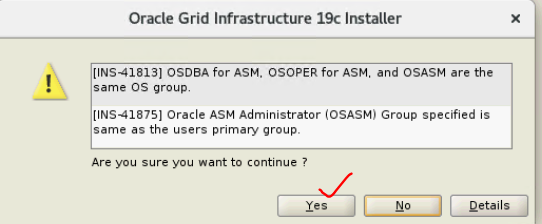 Oracle Grid Infrastructure 19c Installer
[INS-41813] OSDBA for ASM, OSOPER for ASM, and OSASM are the
same OS group.
[INS-41875] Oracle ASM Administrator (OSASM) Group specified is
same as the users primary group.
Are you sure you want to continue ?
Yes No Details